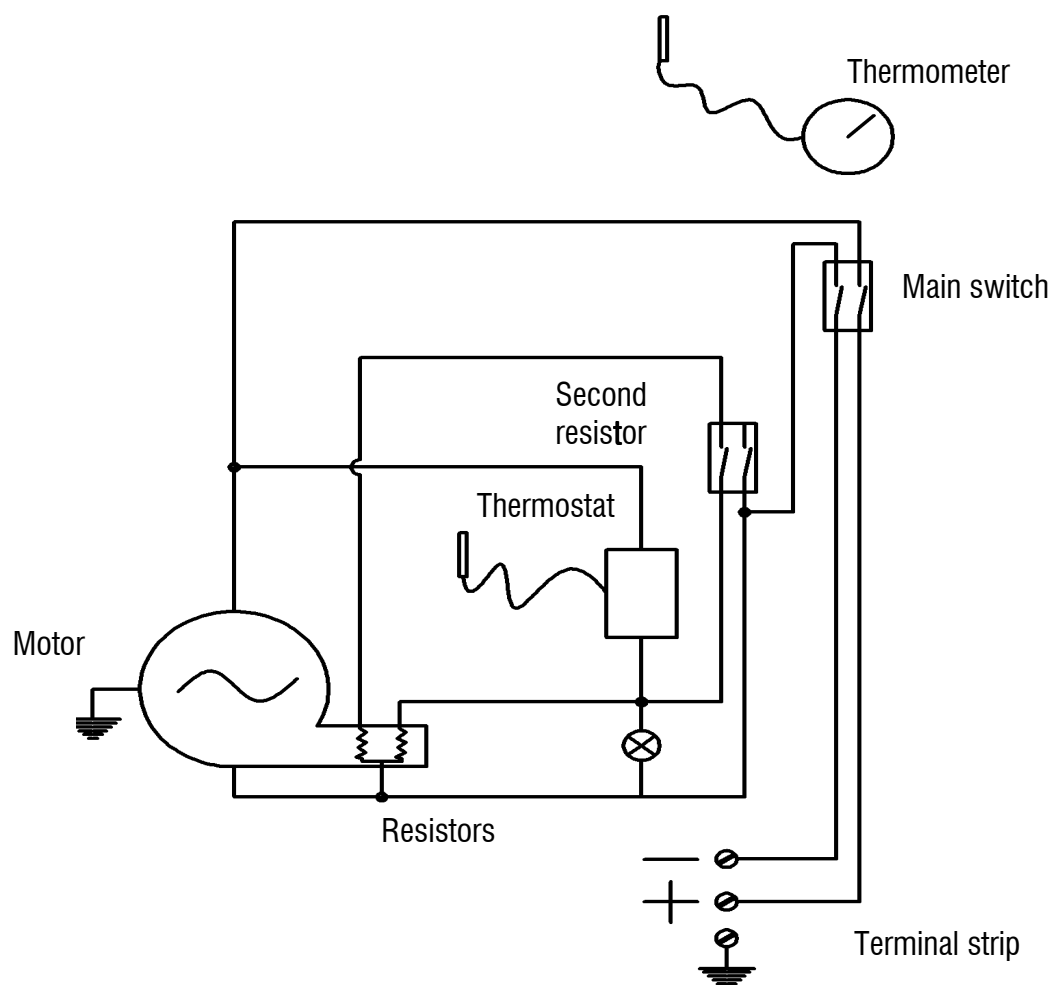 Thermometer
Main switch
Second
resistor
Thermostat
Motor
Resistors
Terminal strip